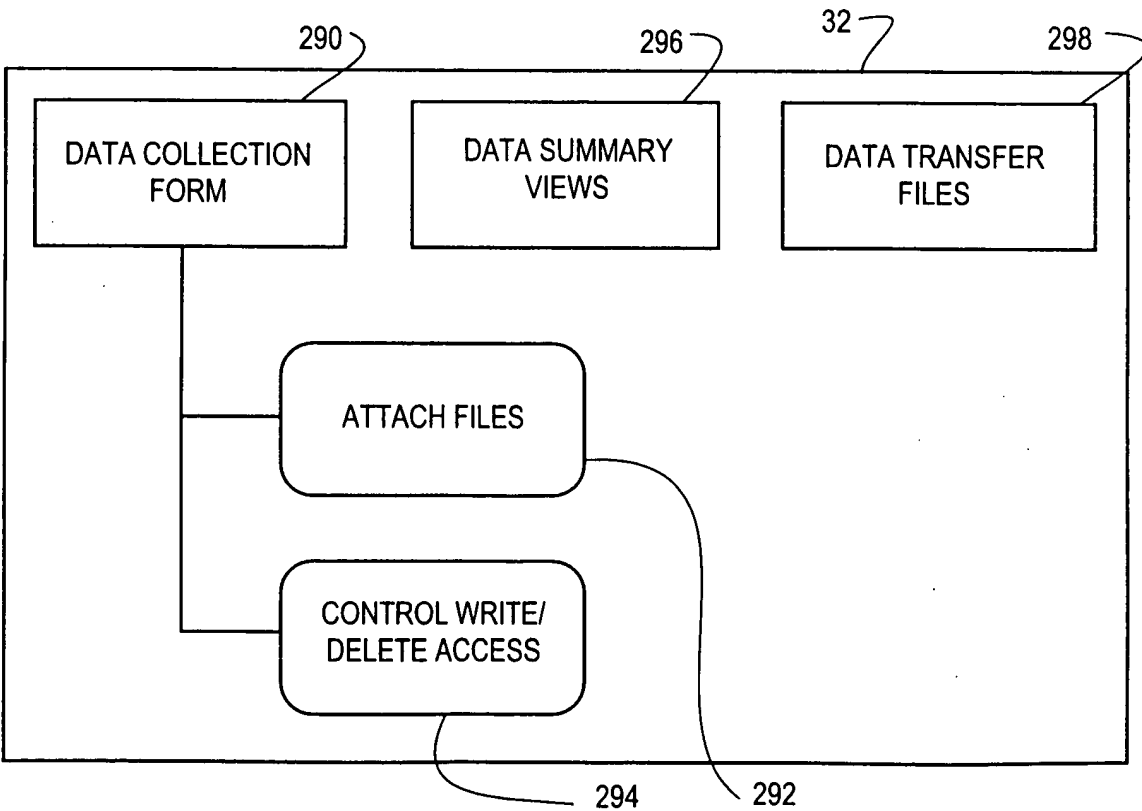 32
290
296
298
DATA COLLECTION
FORM
DATA SUMMARY
VIEWS
DATA TRANSFER
FILES
ATTACH FILES
CONTROL WRITE/
DELETE ACCESS
294
292